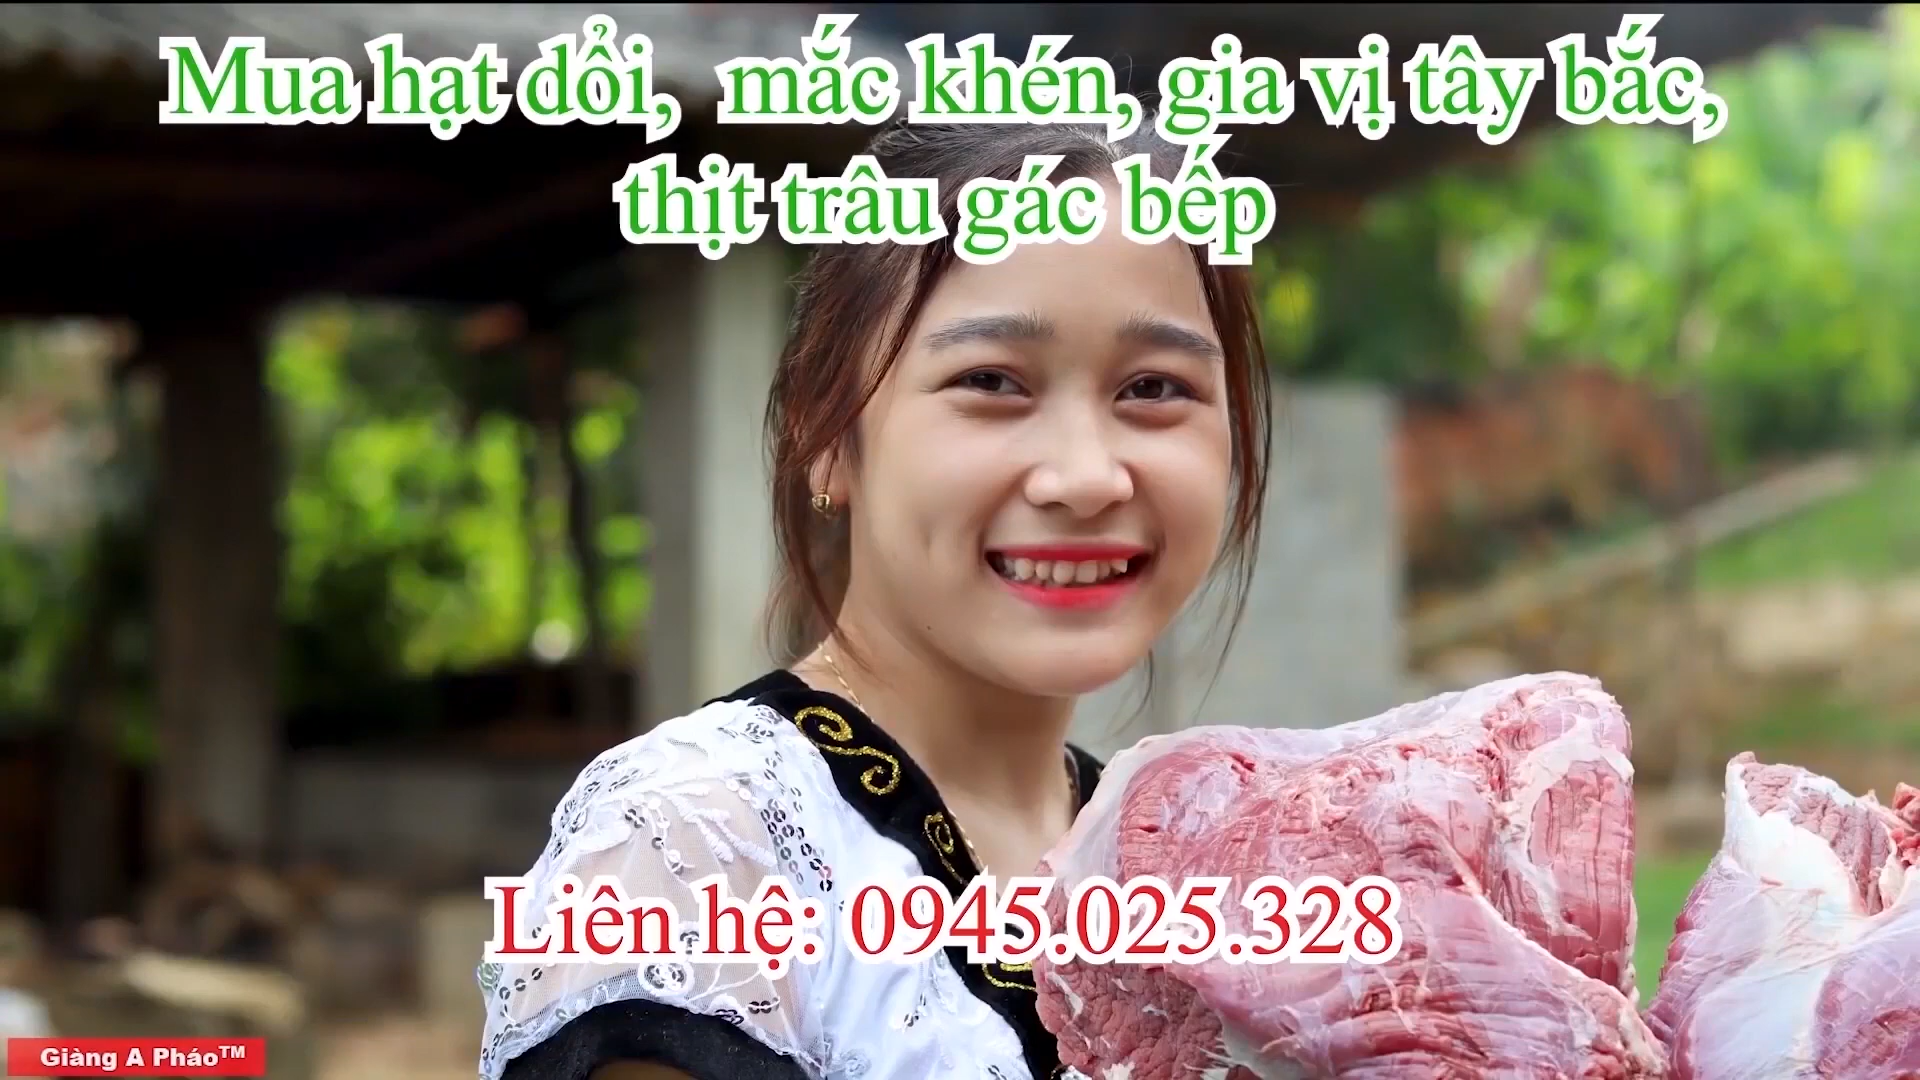 Mua hạt dổi, mắc khén, gia vị tây bắc,
thịt trâu gác bếp
Liên hệ: 0945.025.328
Giàng A Pháo™